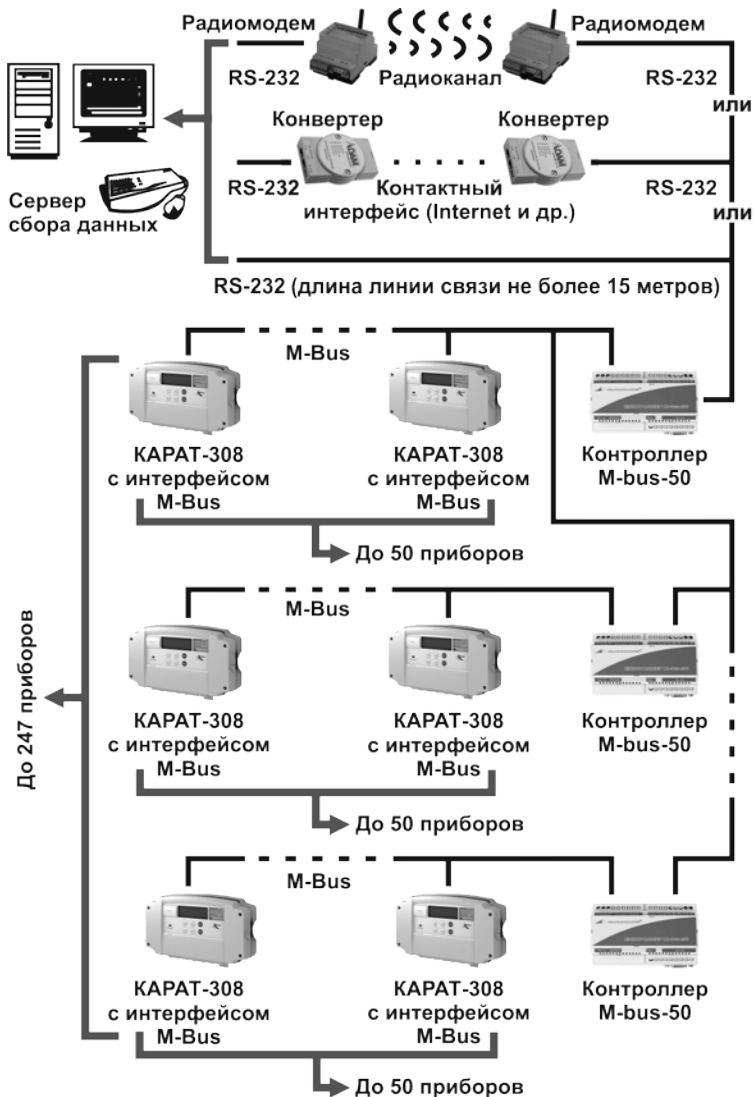 Радиомодем
Радиомодем
RS-232
Радиоканал
RS-232
или
Конвертер
Конвертер
ADAM
ADAM
RS-232
Контактный
интерфейс (Internet и др.)
RS-232
или
Сервер
сбора данных
RS-232 (длина линии связи не более 15 метров)
M-Bus
КАРАТ-308
с интерфейсом
M-Bus
КАРАТ-308
с интерфейсом
M-Bus
Контроллер
M-bus-50
До 50 приборов
До 247 приборов
M-Bus
КАРАТ-308
с интерфейсом
M-Bus
КАРАТ-308
с интерфейсом
M-Bus
Контроллер
M-bus-50
До 50 приборов
M-Bus
КАРАТ-308
с интерфейсом
M-Bus
КАРАТ-308
с интерфейсом
M-Bus
Контроллер
M-bus-50
До 50 приборов